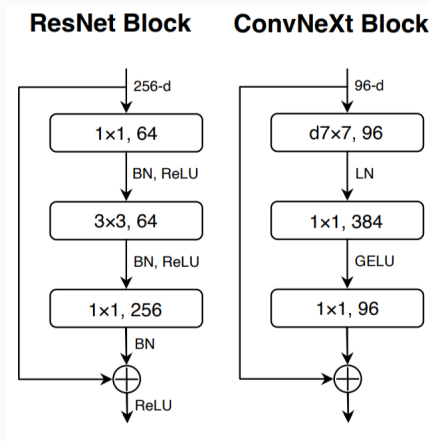 ResNet Block
256-d
1×1, 64
BN, ReLU
3×3, 64
BN, ReLU
1×1, 256
BN
ReLU
ConvNeXt Block
96-d
d7×7, 96
LN
1×1, 384
GELU
1×1, 96